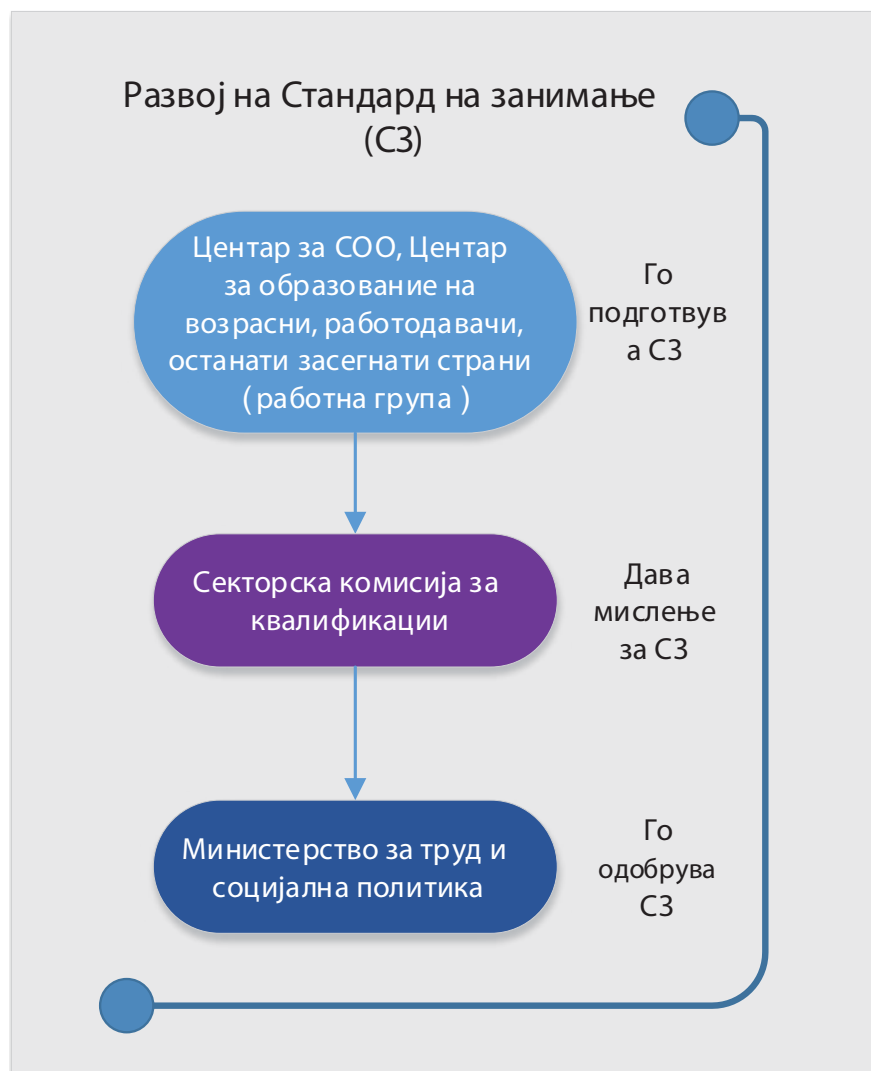 Развој на Стандард на занимање
(СЗ)
Центар за СОО, Центар
за образование на
возрасни, работодавачи,
останати засегнати страни
( работна група )
Го
подготвув
а СЗ
Секторска комисија за
квалификации
Дава
мислење
за СЗ
Министерство за труд и
социјална политика
Го
одобрува
СЗ